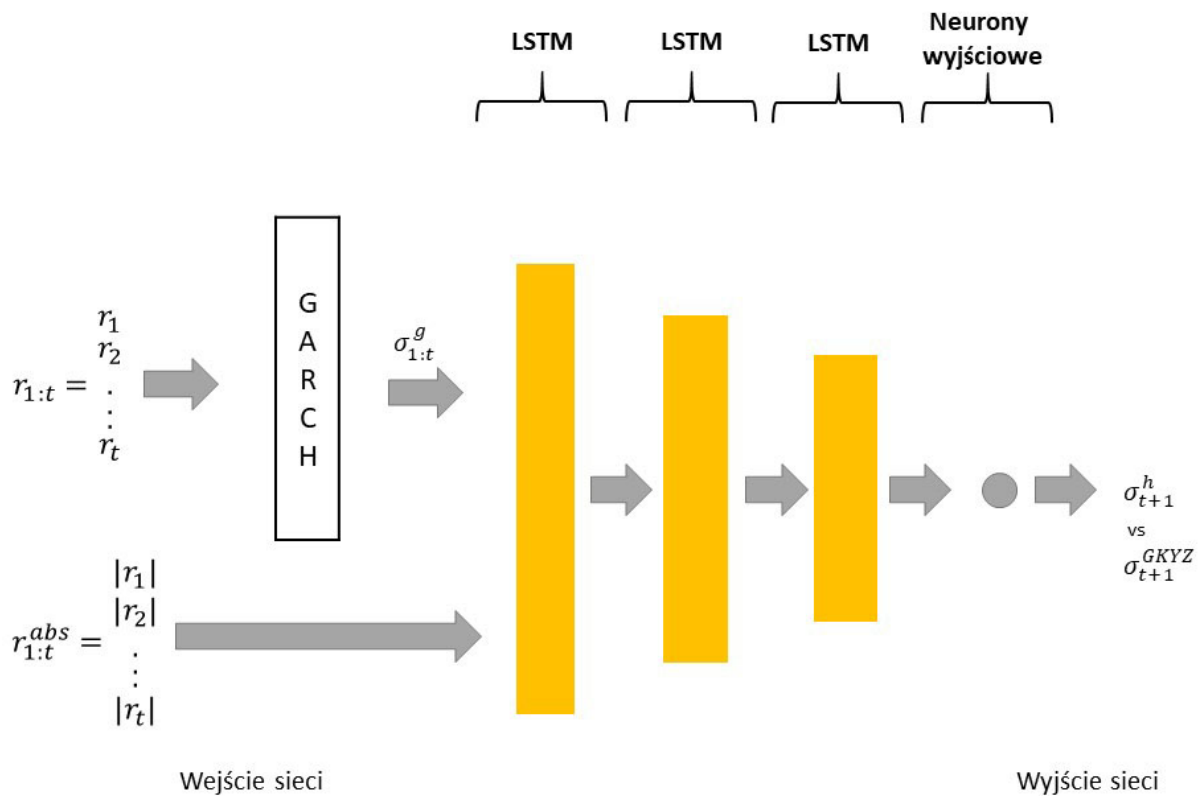 LSTM LSTM LSTM Neurony
wyjściowe
G
A
R
C
H
r_{1:t} =
r_1
r_2
⋮
r_t
σ^g_{1:t}
r^{abs}_{1:t} =
|r_1|
|r_2|
⋮
|r_t|
σ^h_{t+1}
vs
σ^{GKYZ}_{t+1}
Wejście sieci Wyjście sieci